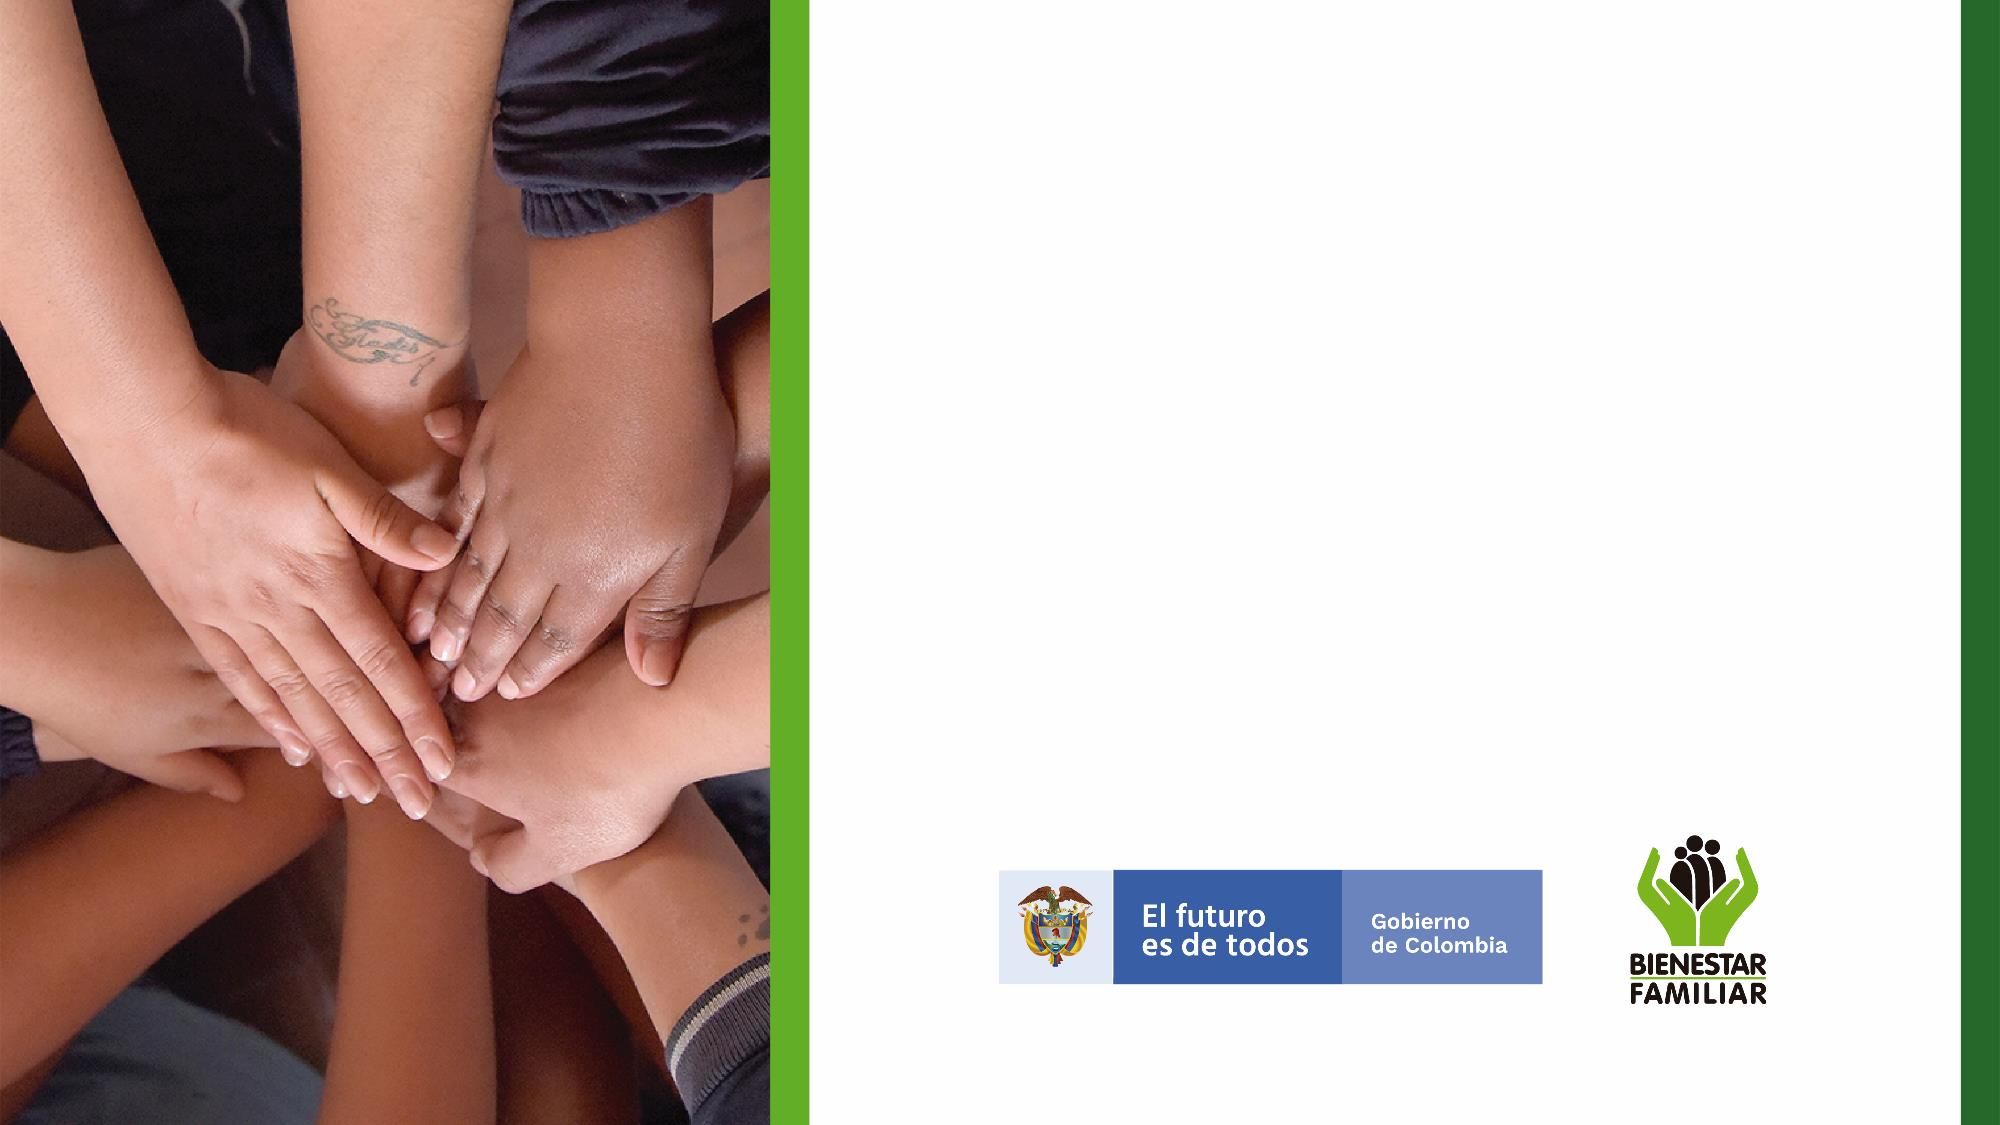 El futuro
es de todos
Gobierno
de Colombia
BIENESTAR
FAMILIAR